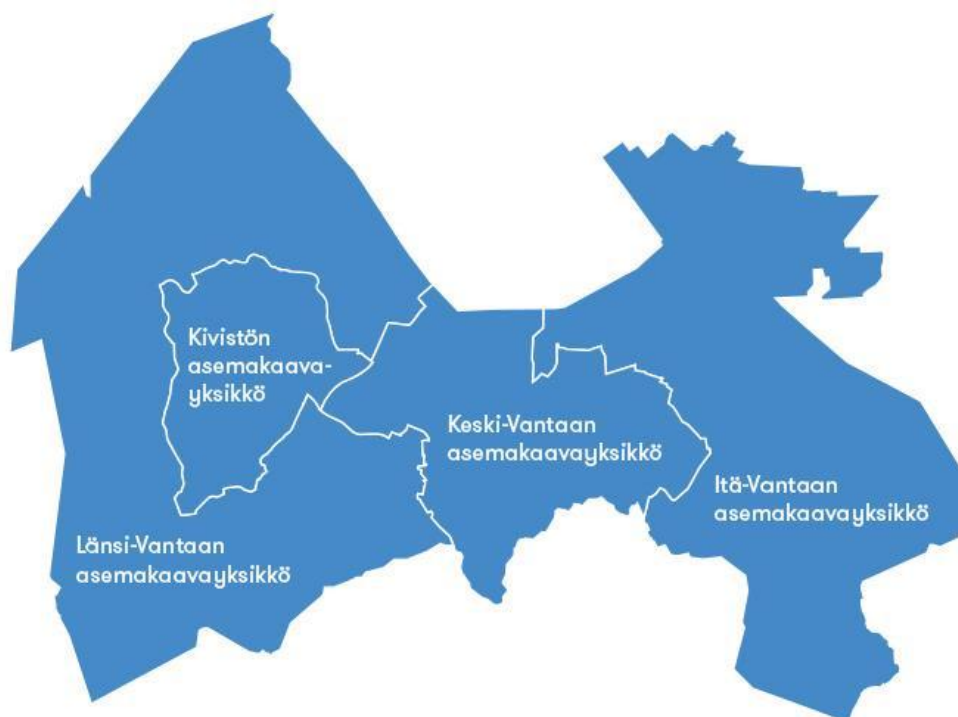 Kivistön
asemakaava-
yksikkö
Keski-Vantaan
asemakaavayksikkö
Itä-Vantaan
asemakaavayksikkö
Länsi-Vantaan
asemakaavayksikkö